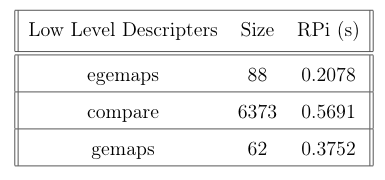 Low Level Descripters Size RPi (s)
egemaps 88 0.2078
compare 6373 0.5691
gemaps 62 0.3752